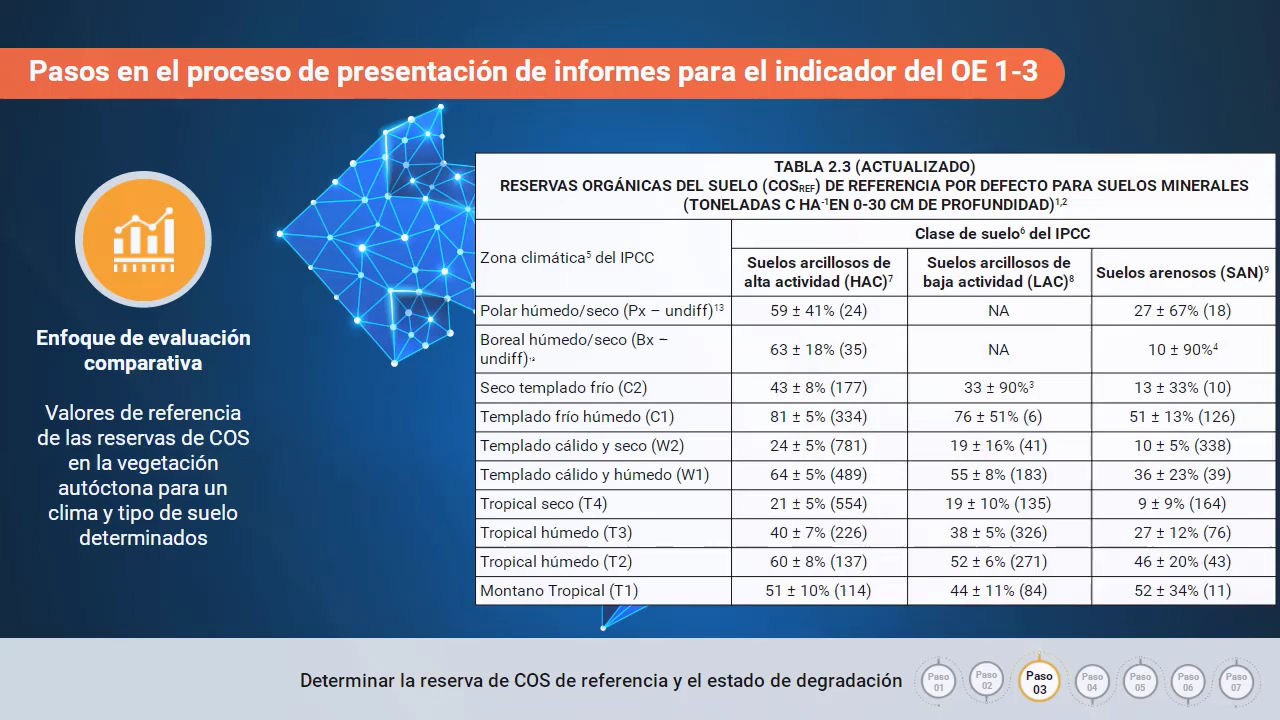 Pasos en el proceso de presentación de informes para el indicador del OE 1-3
Enfoque de evaluación
comparativa
Valores de referencia
de las reservas de COS
en la vegetación
autóctona para un
clima y tipo de suelo
determinados
TABLA 2.3 (ACTUALIZADO)
RESERVAS ORGÁNICAS DEL SUELO (COSREF) DE REFERENCIA POR DEFECTO PARA SUELOS MINERALES
(TONELADAS C HA-1EN 0-30 CM DE PROFUNDIDAD)1,2
Zona climática5 del IPCC
Clase de suelo6 del IPCC
Suelos arcillosos de
alta actividad (HAC)7
Suelos arcillosos de
baja actividad (LAC)8
Suelos arenosos (SAN)9
Polar húmedo/seco (Px – undiff)13 59 ± 41% (24) NA 27 ± 67% (18)
Boreal húmedo/seco (Bx –
undiff)14 63 ± 18% (35) NA 10 ± 90%4
Seco templado frío (C2) 43 ± 8% (177) 33 ± 90%3 13 ± 33% (10)
Templado frío húmedo (C1) 81 ± 5% (334) 76 ± 51% (6) 51 ± 13% (126)
Templado cálido y seco (W2) 24 ± 5% (781) 19 ± 16% (41) 10 ± 5% (338)
Templado cálido y húmedo (W1) 64 ± 5% (489) 55 ± 8% (183) 36 ± 23% (39)
Tropical seco (T4) 21 ± 5% (554) 19 ± 10% (135) 9 ± 9% (164)
Tropical húmedo (T3) 40 ± 7% (226) 38 ± 5% (326) 27 ± 12% (76)
Tropical húmedo (T2) 60 ± 8% (137) 52 ± 6% (271) 46 ± 20% (43)
Montano Tropical (T1) 51 ± 10% (114) 44 ± 11% (84) 52 ± 34% (11)
Determinar la reserva de COS de referencia y el estado de degradación
Paso
01
Paso
02
Paso
03
Paso
04
Paso
05
Paso
06
Paso
07